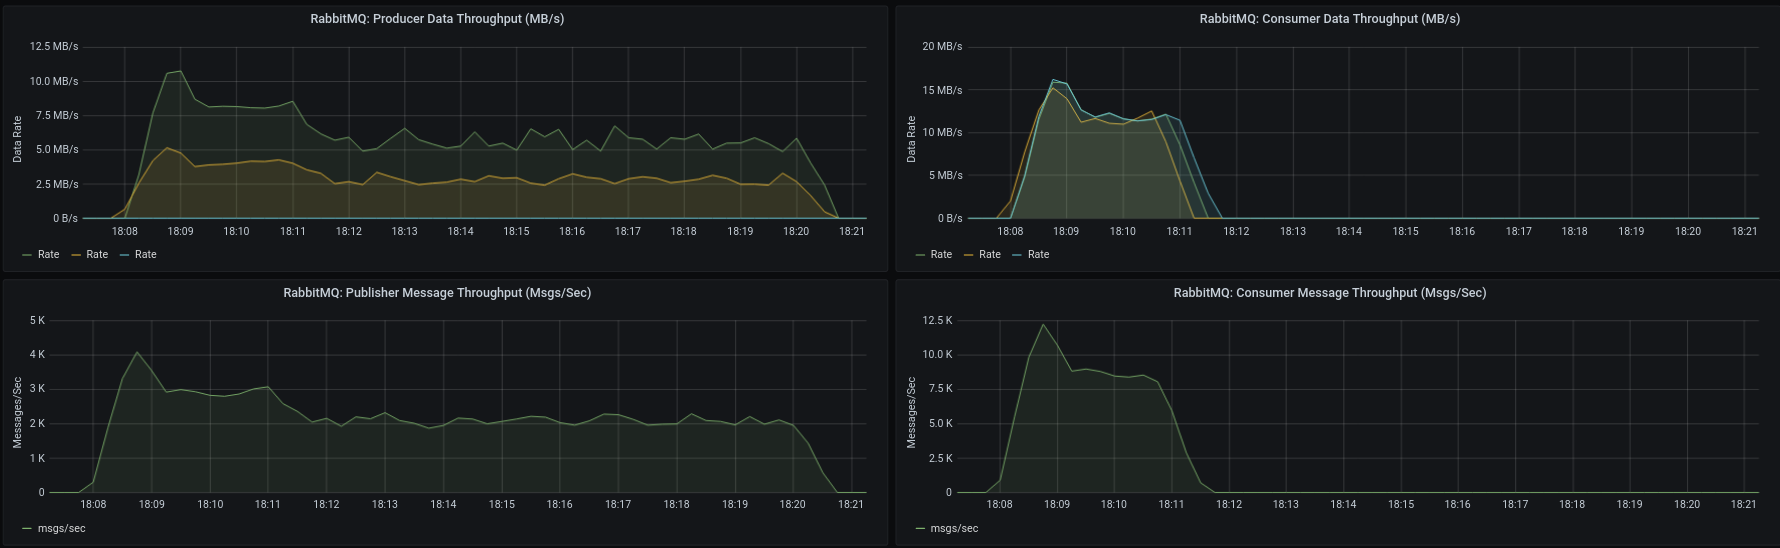 RabbitMQ: Producer Data Throughput (MB/s)
12.5 MB/s
10.0 MB/s
7.5 MB/s
5.0 MB/s
2.5 MB/s
0 B/s
Data Rate
18:08 18:09 18:10 18:11 18:12 18:13 18:14 18:15 18:16 18:17 18:18 18:19 18:20 18:21
Rate Rate Rate
RabbitMQ: Consumer Data Throughput (MB/s)
20 MB/s
15 MB/s
10 MB/s
5 MB/s
0 B/s
Data Rate
18:08 18:09 18:10 18:11 18:12 18:13 18:14 18:15 18:16 18:17 18:18 18:19 18:20 18:21
Rate Rate Rate
RabbitMQ: Publisher Message Throughput (Msgs/Sec)
5 K
4 K
3 K
2 K
1 K
0
Messages/Sec
18:08 18:09 18:10 18:11 18:12 18:13 18:14 18:15 18:16 18:17 18:18 18:19 18:20 18:21
msgs/sec
RabbitMQ: Consumer Message Throughput (Msgs/Sec)
12.5 K
10.0 K
7.5 K
5.0 K
2.5 K
0
Messages/Sec
18:08 18:09 18:10 18:11 18:12 18:13 18:14 18:15 18:16 18:17 18:18 18:19 18:20 18:21
msgs/sec